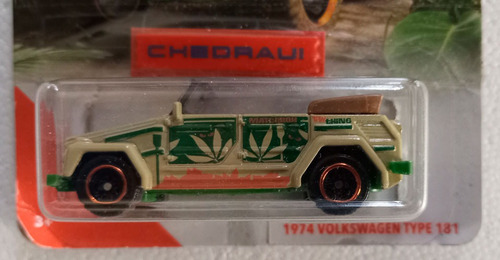 CHEDRAUI
1974 VOLKSWAGEN TYPE 181